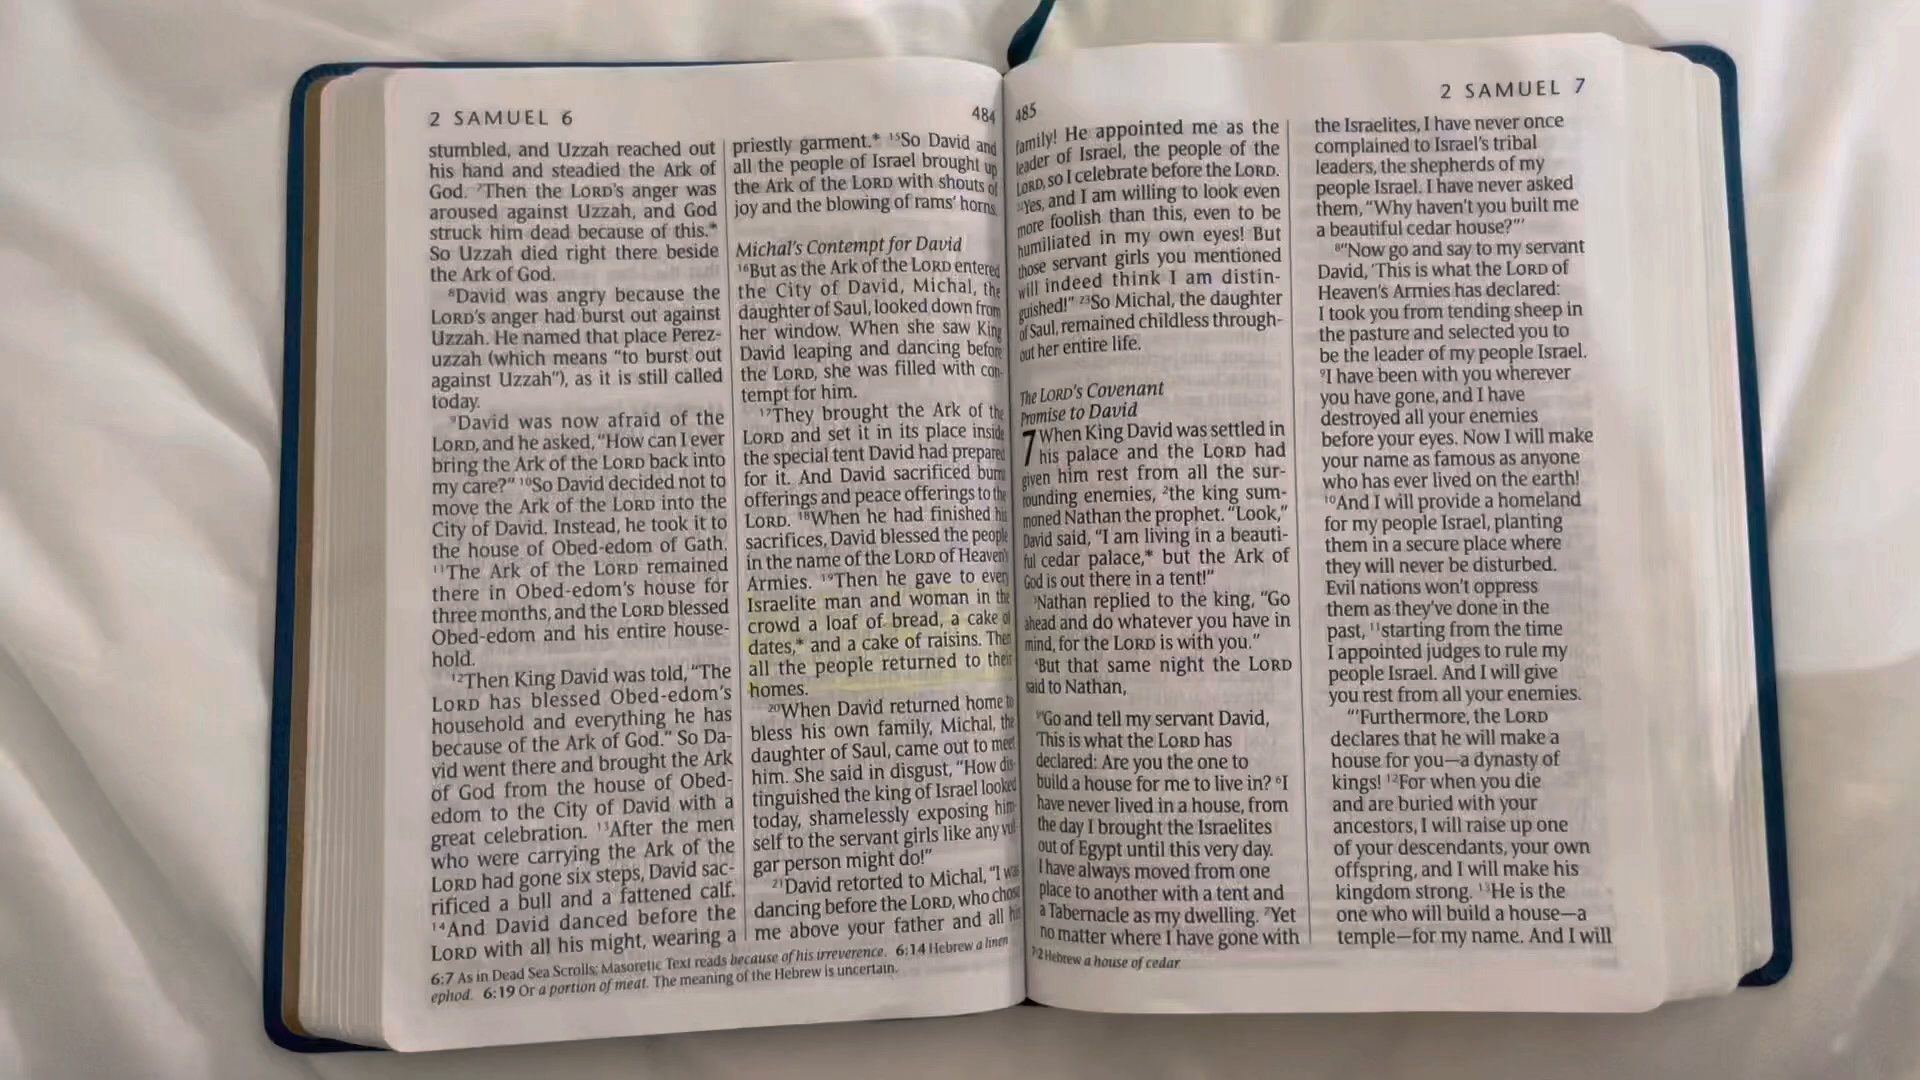 2 SAMUEL 6
484
stumbled, and Uzzah reached out
his hand and steadied the Ark of
God. ⁷Then the LORD's anger was
aroused against Uzzah, and God
struck him dead because of this.*
So Uzzah died right there beside
the Ark of God.
⁸David was angry because the
LORD's anger had burst out against
Uzzah. He named that place Perez-
uzzah (which means “to burst out
against Uzzah”), as it is still called
today.
⁹David was now afraid of the
LORD, and he asked, “How can I ever
bring the Ark of the LORD back into
my care?” ¹⁰So David decided not to
move the Ark of the LORD into the
City of David. Instead, he took it to
the house of Obed-edom of Gath.
¹¹The Ark of the LORD remained
there in Obed-edom's house for
three months, and the LORD blessed
Obed-edom and his entire house-
hold.
¹²Then King David was told, “The
LORD has blessed Obed-edom's
household and everything he has
because of the Ark of God.” So Da-
vid went there and brought the Ark
of God from the house of Obed-
edom to the City of David with a
great celebration. ¹³After the men
who were carrying the Ark of the
LORD had gone six steps, David sac-
rificed a bull and a fattened calf.
¹⁴And David danced before the
LORD with all his might, wearing a
priestly garment.* ¹⁵So David and
all the people of Israel brought up
the Ark of the LORD with shouts of
joy and the blowing of rams' horns.
Michal's Contempt for David
¹⁶But as the Ark of the LORD entered
the City of David, Michal, the
daughter of Saul, looked down from
her window. When she saw King
David leaping and dancing before
the LORD, she was filled with con-
tempt for him.
¹⁷They brought the Ark of the
LORD and set it in its place inside
the special tent David had prepared
for it. And David sacrificed burnt
offerings and peace offerings to the
LORD. ¹⁸When he had finished his
sacrifices, David blessed the people
in the name of the LORD of Heaven's
Armies. ¹⁹Then he gave to every
Israelite man and woman in the
crowd a loaf of bread, a cake of
dates,* and a cake of raisins. Then
all the people returned to their
homes.
²⁰When David returned home to
bless his own family, Michal, the
daughter of Saul, came out to meet
him. She said in disgust, “How dis-
tinguished the king of Israel looked
today, shamelessly exposing him-
self to the servant girls like any vul-
gar person might do!”
²¹David retorted to Michal, “I was
dancing before the LORD, who chose
me above your father and all his
6:7 As in Dead Sea Scrolls; Masoretic Text reads because of his irreverence. 6:14 Hebrew a linen
ephod. 6:19 Or a portion of meat. The meaning of the Hebrew is uncertain.
485
2 SAMUEL 7
family! He appointed me as the
leader of Israel, the people of the
LORD, so I celebrate before the LORD.
²²Yes, and I am willing to look even
more foolish than this, even to be
humiliated in my own eyes! But
those servant girls you mentioned
will indeed think I am distin-
guished!” ²³So Michal, the daughter
of Saul, remained childless through-
out her entire life.
The LORD's Covenant
Promise to David
7 When King David was settled in
his palace and the LORD had
given him rest from all the sur-
rounding enemies, ²the king sum-
moned Nathan the prophet. “Look,”
David said, “I am living in a beauti-
ful cedar palace,* but the Ark of
God is out there in a tent!”
³Nathan replied to the king, “Go
ahead and do whatever you have in
mind, for the LORD is with you.”
⁴But that same night the LORD
said to Nathan,
⁵“Go and tell my servant David,
‘This is what the LORD has
declared: Are you the one to
build a house for me to live in? ⁶I
have never lived in a house, from
the day I brought the Israelites
out of Egypt until this very day.
I have always moved from one
place to another with a tent and
a Tabernacle as my dwelling. ⁷Yet
no matter where I have gone with
7:2 Hebrew a house of cedar
the Israelites, I have never once
complained to Israel's tribal
leaders, the shepherds of my
people Israel. I have never asked
them, “Why haven't you built me
a beautiful cedar house?”’
⁸“Now go and say to my servant
David, ‘This is what the LORD of
Heaven's Armies has declared:
I took you from tending sheep in
the pasture and selected you to
be the leader of my people Israel.
⁹I have been with you wherever
you have gone, and I have
destroyed all your enemies
before your eyes. Now I will make
your name as famous as anyone
who has ever lived on the earth!
¹⁰And I will provide a homeland
for my people Israel, planting
them in a secure place where
they will never be disturbed.
Evil nations won't oppress
them as they've done in the
past, ¹¹starting from the time
I appointed judges to rule my
people Israel. And I will give
you rest from all your enemies.
“‘Furthermore, the LORD
declares that he will make a
house for you—a dynasty of
kings! ¹²For when you die
and are buried with your
ancestors, I will raise up one
of your descendants, your own
offspring, and I will make his
kingdom strong. ¹³He is the
one who will build a house—a
temple—for my name. And I will